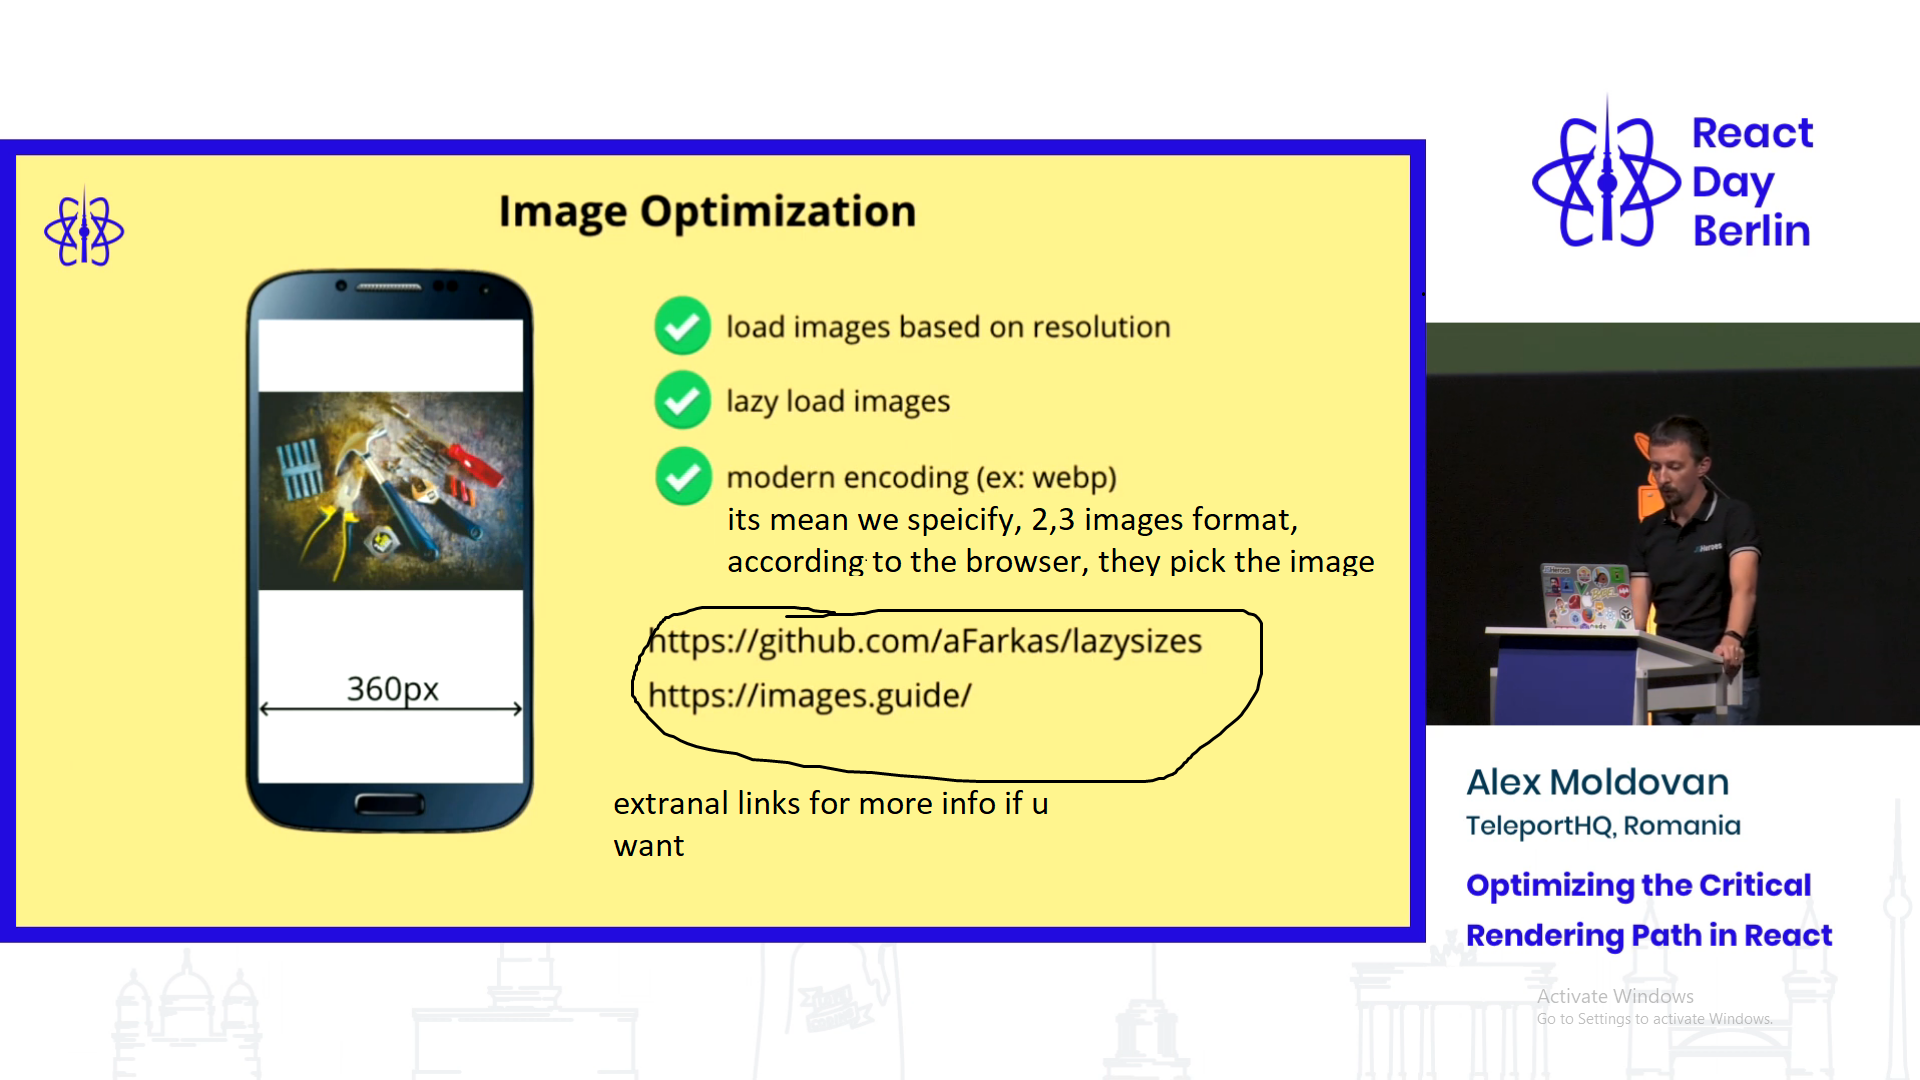 Image Optimization
load images based on resolution
lazy load images
modern encoding (ex: webp)
its mean we speicify, 2,3 images format,
according to the browser, they pick the image
https://github.com/aFarkas/lazysizes
https://images.guide/
extranal links for more info if u
want
360px
React
Day
Berlin
Alex Moldovan
TeleportHQ, Romania
Optimizing the Critical
Rendering Path in React
Activate Windows
Go to Settings to activate Windows.